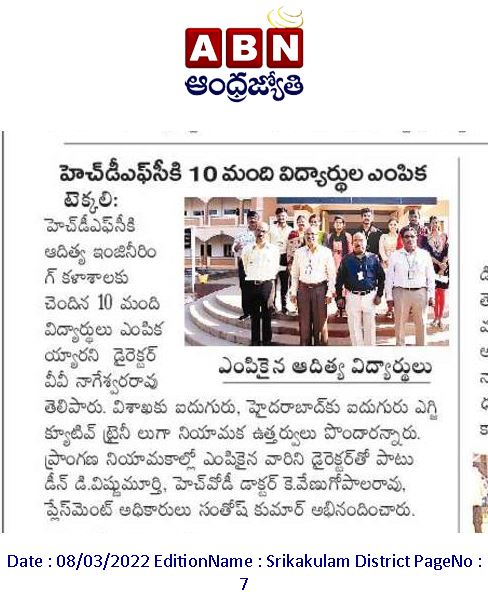 ABN
ఆంధ్రజ్యోతి
హెచ్‌డీఎఫ్‌సీకి 10 మంది విద్యార్థుల ఎంపిక
టెక్కలి:
హెచ్‌డీఎఫ్‌సీకి
ఆదిత్య ఇంజినీరిం
గ్ కళాశాలకు
చెందిన 10 మంది
విద్యార్థులు ఎంపిక
య్యారని డైరెక్టర్
వీవీ నాగేశ్వరరావు
ఎంపికైన ఆదిత్య విద్యార్థులు
తెలిపారు. విశాఖకు ఐదుగురు, హైదరాబాద్‌కు ఐదుగురు ఎగ్జి
క్యూటివ్ ట్రైనీ లుగా నియామక ఉత్తర్వులు పొందారన్నారు.
ప్రాంగణ నియామకాల్లో ఎంపికైన వారిని డైరెక్టర్‌తో పాటు
డీన్ డి.విష్ణుమూర్తి, హెచ్‌వోడీ డాక్టర్ కె.వేణుగోపాలరావు,
ప్లేస్‌మెంట్ అధికారులు సంతోష్ కుమార్ అభినందించారు.
Date : 08/03/2022 EditionName : Srikakulam District PageNo :
7